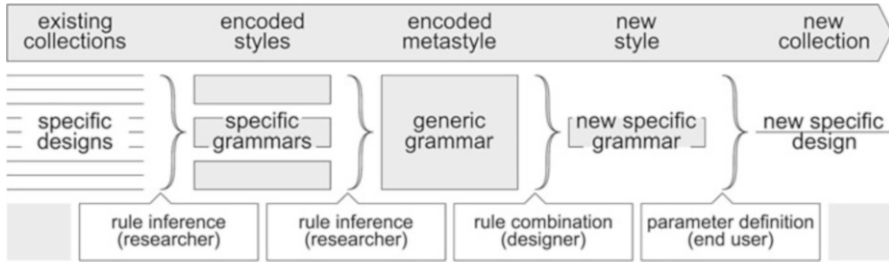 existing collections
encoded styles
encoded metastyle
new style
new collection
specific designs
specific grammars
generic grammar
new specific grammar
new specific design
rule inference (researcher)
rule inference (researcher)
rule combination (designer)
parameter definition (end user)